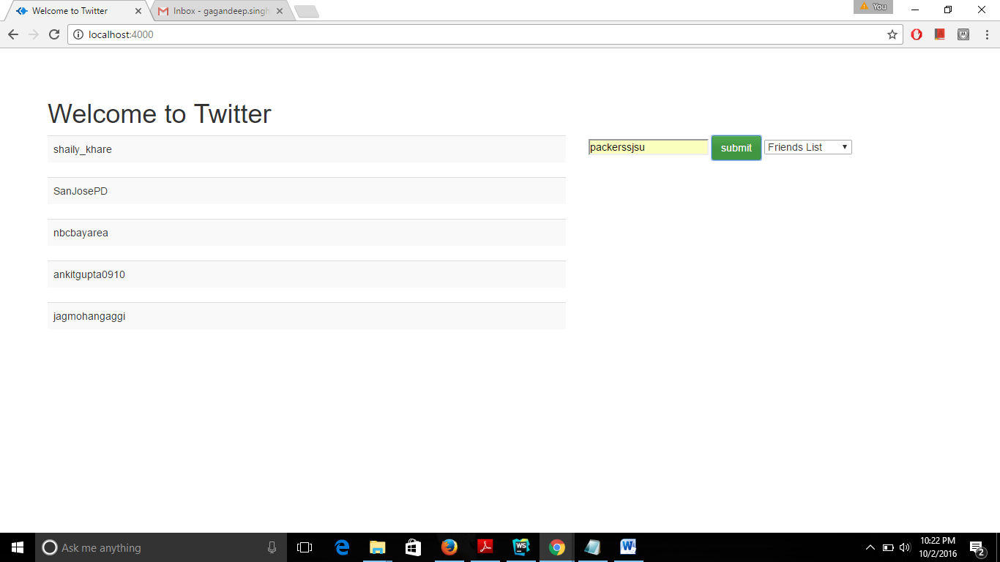 Welcome to Twitter
Inbox - gagandeep.singh
You
localhost:4000
Welcome to Twitter
shaily_khare
packerssjsu
submit
Friends List
SanJosePD
nbcbayarea
ankitgupta0910
jagmohangaggi
Ask me anything
WS
10:22 PM
10/2/2016
2